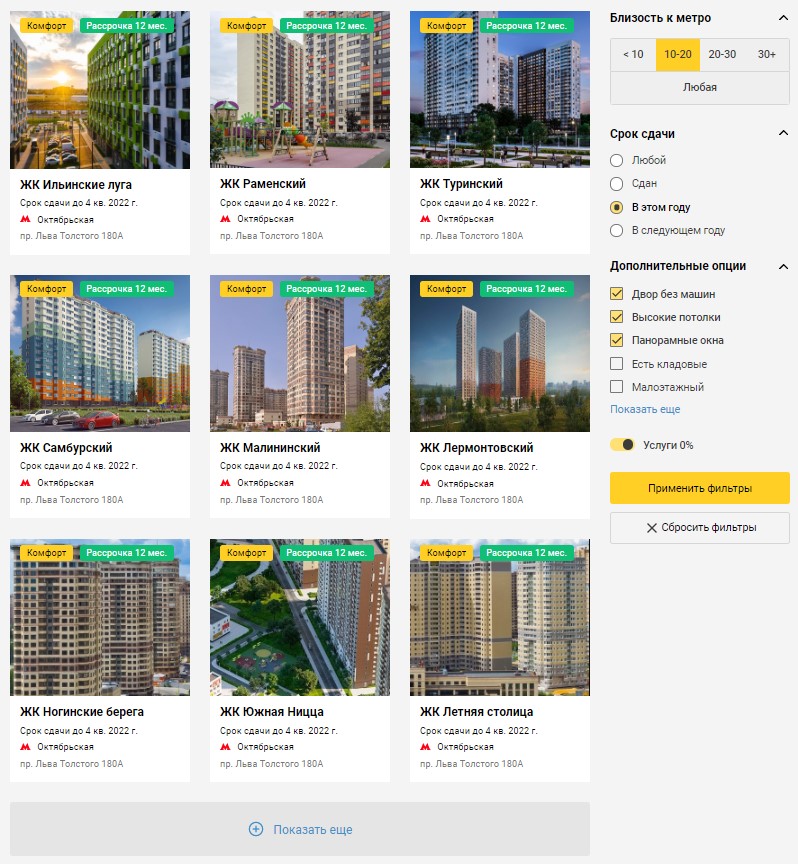 Комфорт
Рассрочка 12 мес.
ЖК Ильинские луга
Срок сдачи до 4 кв. 2022 г.
Октябрьская
пр. Льва Толстого 180А
Комфорт
Рассрочка 12 мес.
ЖК Раменский
Срок сдачи до 4 кв. 2022 г.
Октябрьская
пр. Льва Толстого 180А
Комфорт
Рассрочка 12 мес.
ЖК Туринский
Срок сдачи до 4 кв. 2022 г.
Октябрьская
пр. Льва Толстого 180А
Комфорт
Рассрочка 12 мес.
ЖК Самбурский
Срок сдачи до 4 кв. 2022 г.
Октябрьская
пр. Льва Толстого 180А
Комфорт
Рассрочка 12 мес.
ЖК Малининский
Срок сдачи до 4 кв. 2022 г.
Октябрьская
пр. Льва Толстого 180А
Комфорт
Рассрочка 12 мес.
ЖК Лермонтовский
Срок сдачи до 4 кв. 2022 г.
Октябрьская
пр. Льва Толстого 180А
Комфорт
Рассрочка 12 мес.
ЖК Ногинские берега
Срок сдачи до 4 кв. 2022 г.
Октябрьская
пр. Льва Толстого 180А
Комфорт
Рассрочка 12 мес.
ЖК Южная Ницца
Срок сдачи до 4 кв. 2022 г.
Октябрьская
пр. Льва Толстого 180А
Комфорт
Рассрочка 12 мес.
ЖК Летняя столица
Срок сдачи до 4 кв. 2022 г.
Октябрьская
пр. Льва Толстого 180А
Показать еще
Близость к метро
< 10 10-20 20-30 30+
Любая
Срок сдачи
Любой
Сдан
В этом году
В следующем году
Дополнительные опции
Двор без машин
Высокие потолки
Панорамные окна
Есть кладовые
Малоэтажный
Показать еще
Услуги 0%
Применить фильтры
Сбросить фильтры